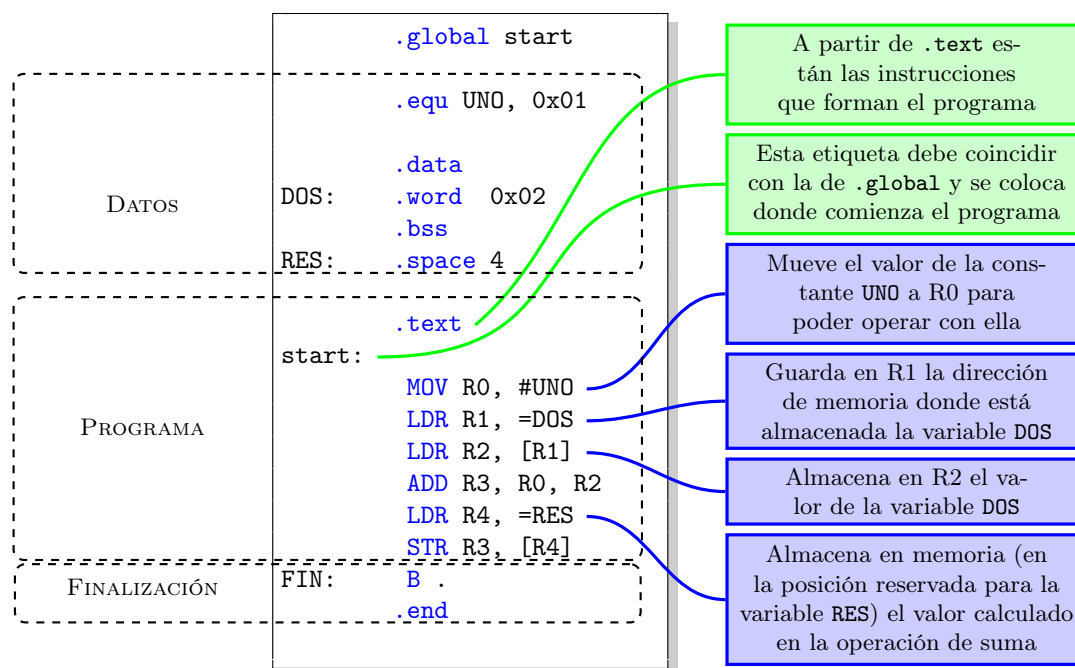 .global start
.equ UNO, 0x01
.data
DATOS
DOS: .word 0x02
.bss
RES: .space 4
.text
start:
MOV R0, #UNO
LDR R1, =DOS
PROGRAMA
LDR R2, [R1]
ADD R3, R0, R2
LDR R4, =RES
STR R3, [R4]
FINALIZACIÓN
FIN: B .
.end
A partir de .text es-
tán las instrucciones
que forman el programa
Esta etiqueta debe coincidir
con la de .global y se coloca
donde comienza el programa
Mueve el valor de la cons-
tante UNO a R0 para
poder operar con ella
Guarda en R1 la dirección
de memoria donde está
almacenada la variable DOS
Almacena en R2 el va-
lor de la variable DOS
Almacena en memoria (en
la posición reservada para la
variable RES) el valor calculado
en la operación de suma